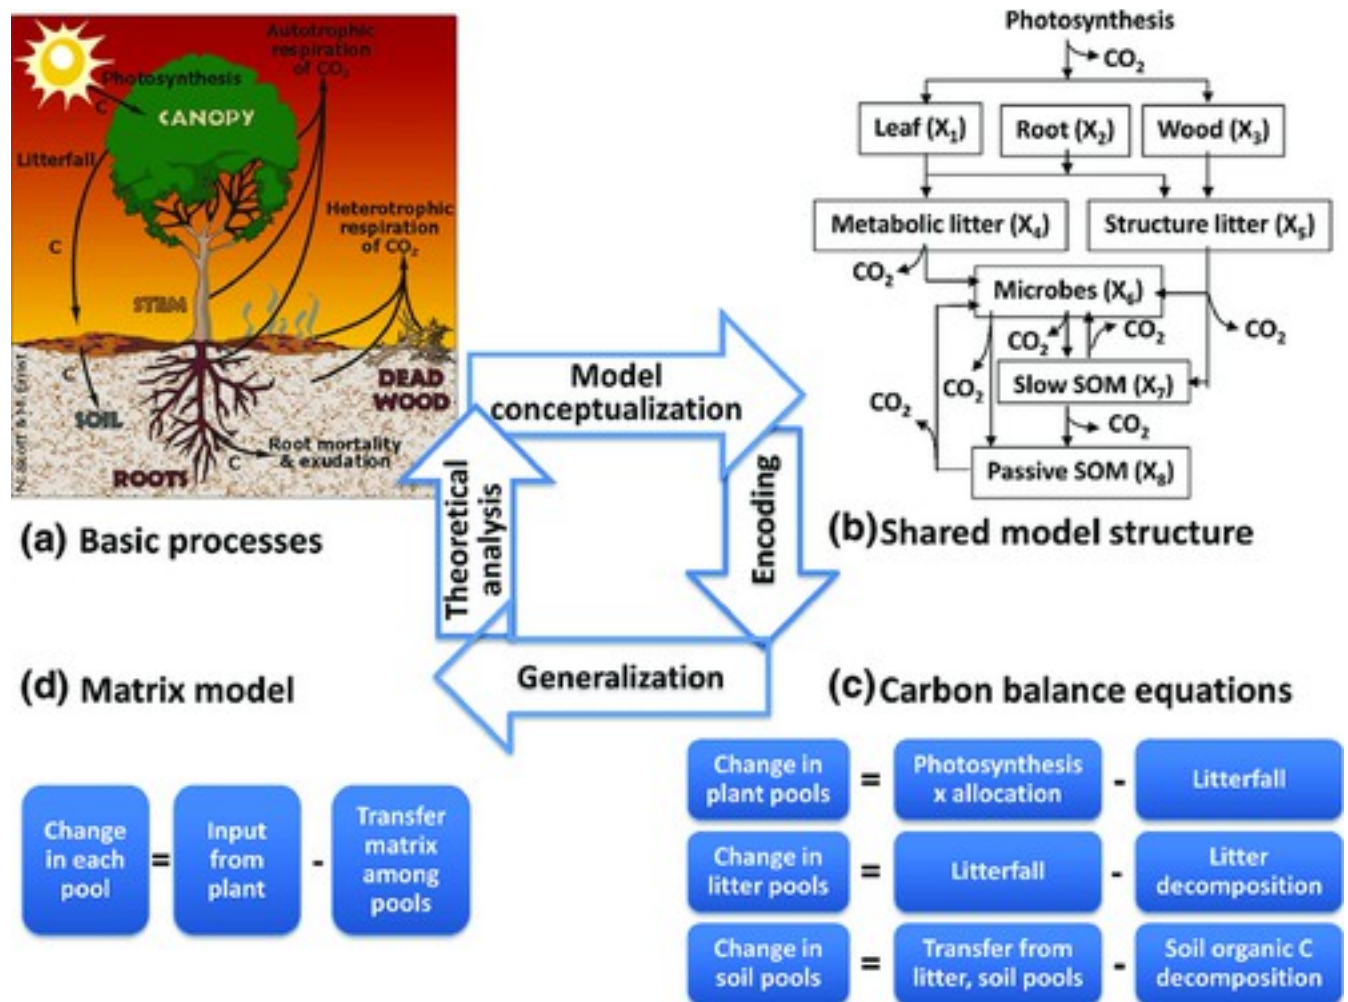 Autotrophic
respiration
of CO₂
Photosynthesis
C
CANOPY
Litterfall
Heterotrophic
respiration
of CO₂
C
STEM
C
SOIL
DEAD
WOOD
C
Root mortality
& exudation
ROOTS
N. Scott & M. Ernst
(a) Basic processes
Photosynthesis
CO₂
Leaf (X₁)
Root (X₂)
Wood (X₃)
Metabolic litter (X₄)
Structure litter (X₅)
CO₂
Microbes (X₆)
CO₂
CO₂
CO₂
CO₂
Slow SOM (X₇)
CO₂
CO₂
Passive SOM (X₈)
(b) Shared model structure
Model
conceptualization
Encoding
Generalization
Theoretical
analysis
(d) Matrix model
Change
in each
pool
=
Input
from
plant
-
Transfer
matrix
among
pools
(c) Carbon balance equations
Change in
plant pools
=
Photosynthesis
x allocation
-
Litterfall
Change in
litter pools
=
Litterfall
-
Litter
decomposition
Change in
soil pools
=
Transfer from
litter, soil pools
-
Soil organic C
decomposition